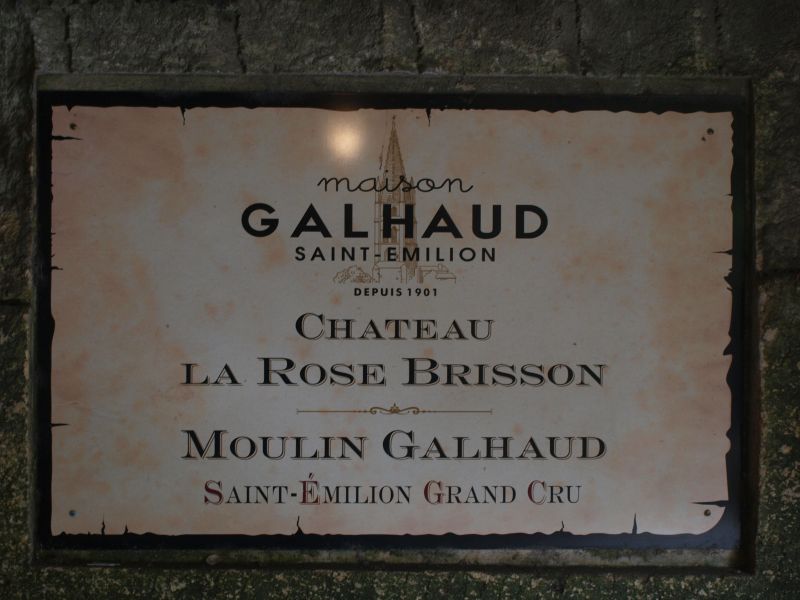 maison
GALHAUD
SAINT-EMILION
DEPUIS 1901
CHATEAU
LA ROSE BRISSON
MOULIN GALHAUD
SAINT-ÉMILION GRAND CRU